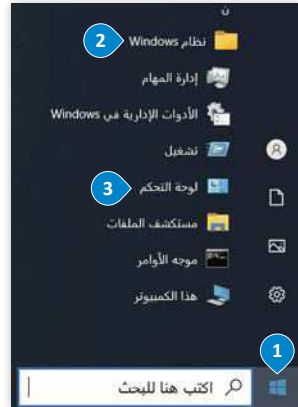 ن
نظام Windows
2
إدارة المهام
الأدوات الإدارية في Windows
تشغيل
لوحة التحكم
3
مستكشف الملفات
موجه الأوامر
هذا الكمبيوتر
1
اكتب هنا للبحث